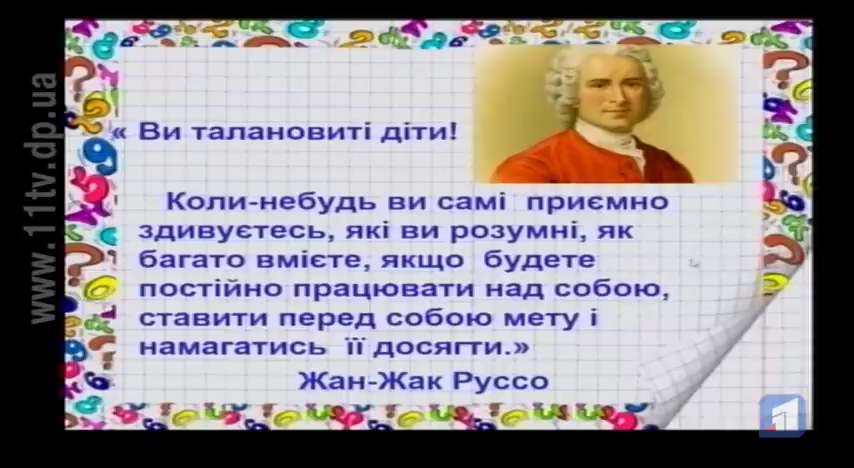 www.11tv.dp.ua
« Ви талановиті діти!
Коли-небудь ви самі приємно
здивуєтесь, які ви розумні, як
багато вмієте, якщо будете
постійно працювати над собою,
ставити перед собою мету і
намагатись її досягти.»
Жан-Жак Руссо
1